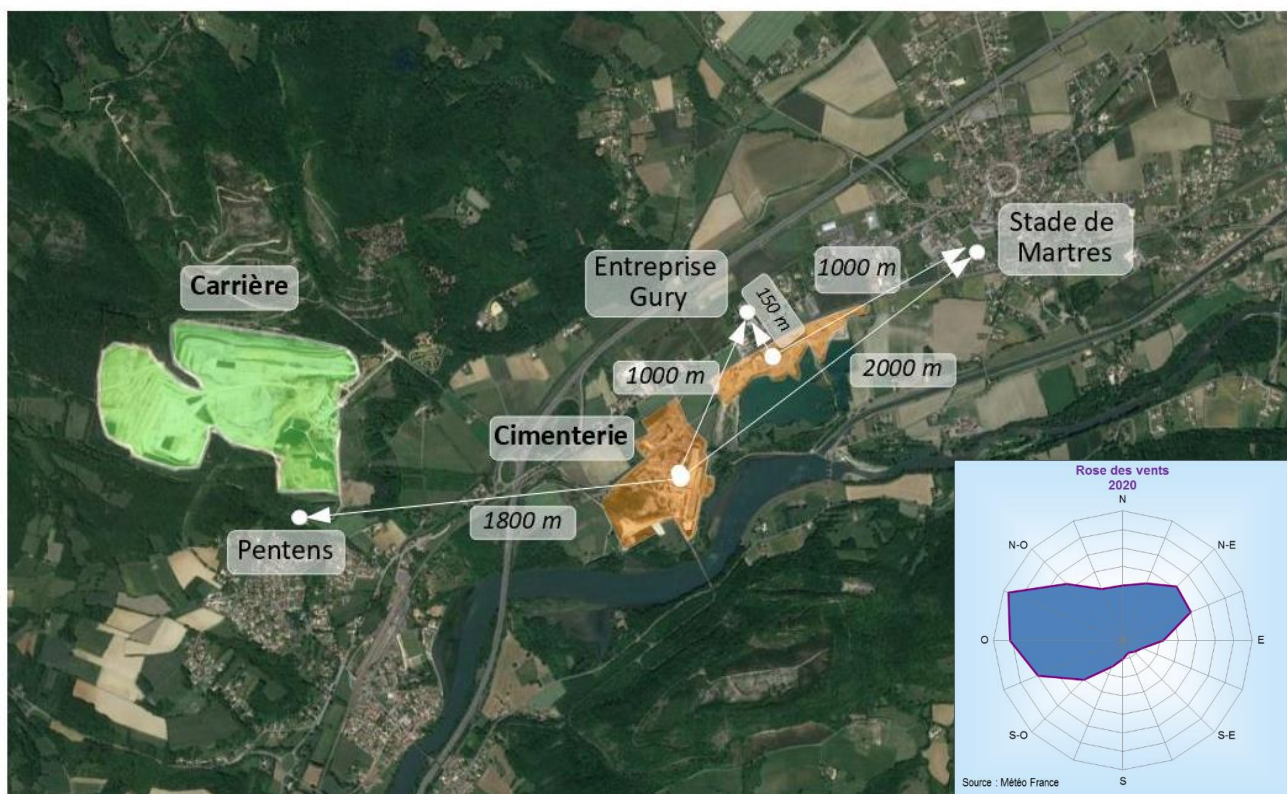 Stade de
Martres
Entreprise
Gury
1000 m
150 m
Carrière
1000 m
2000 m
Cimenterie
1800 m
Pentens
Rose des vents
2020
N
N-O
N-E
O
E
S-O
S-E
S
Source : Météo France